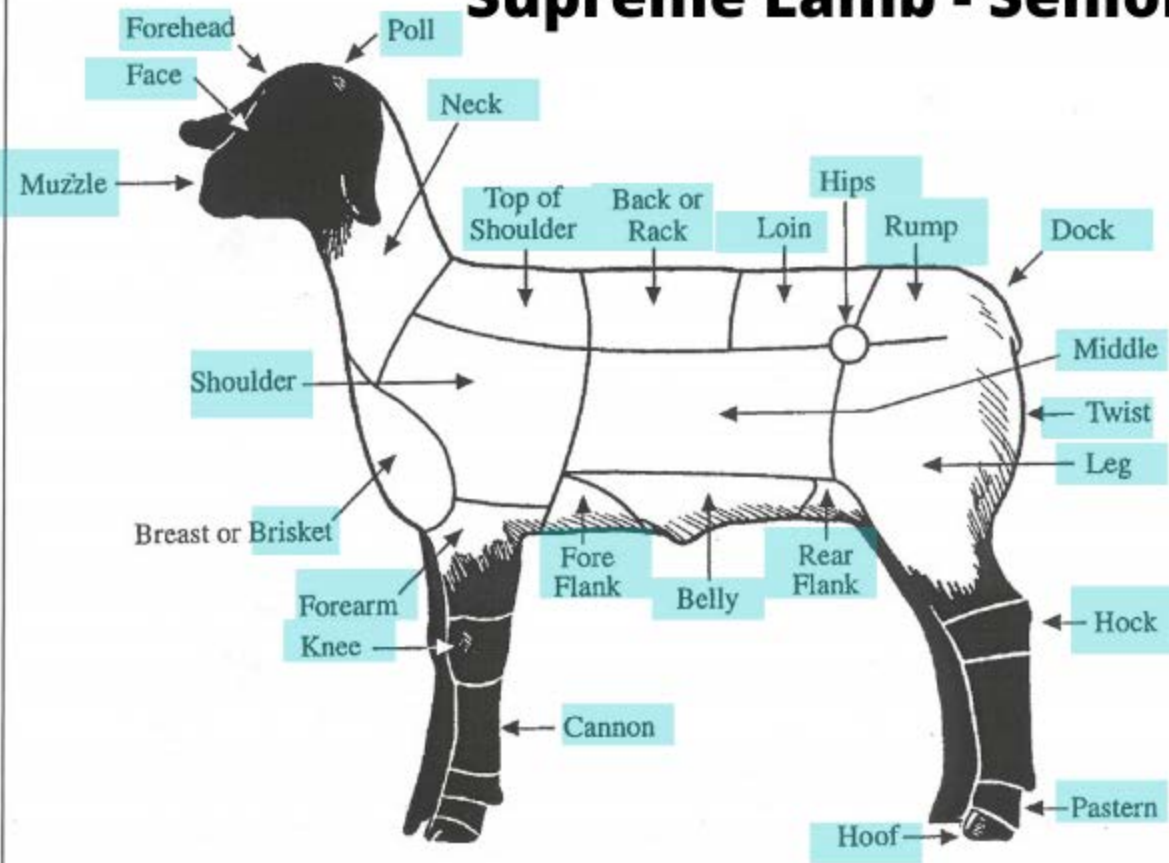 Supreme Lamb - Senior
Forehead
Poll
Face
Neck
Muzzle
Hips
Top of
Shoulder
Back or
Rack
Loin
Rump
Dock
Middle
Shoulder
Twist
Leg
Breast or Brisket
Fore
Flank
Rear
Flank
Belly
Forearm
Knee
Hock
Cannon
Pastern
Hoof